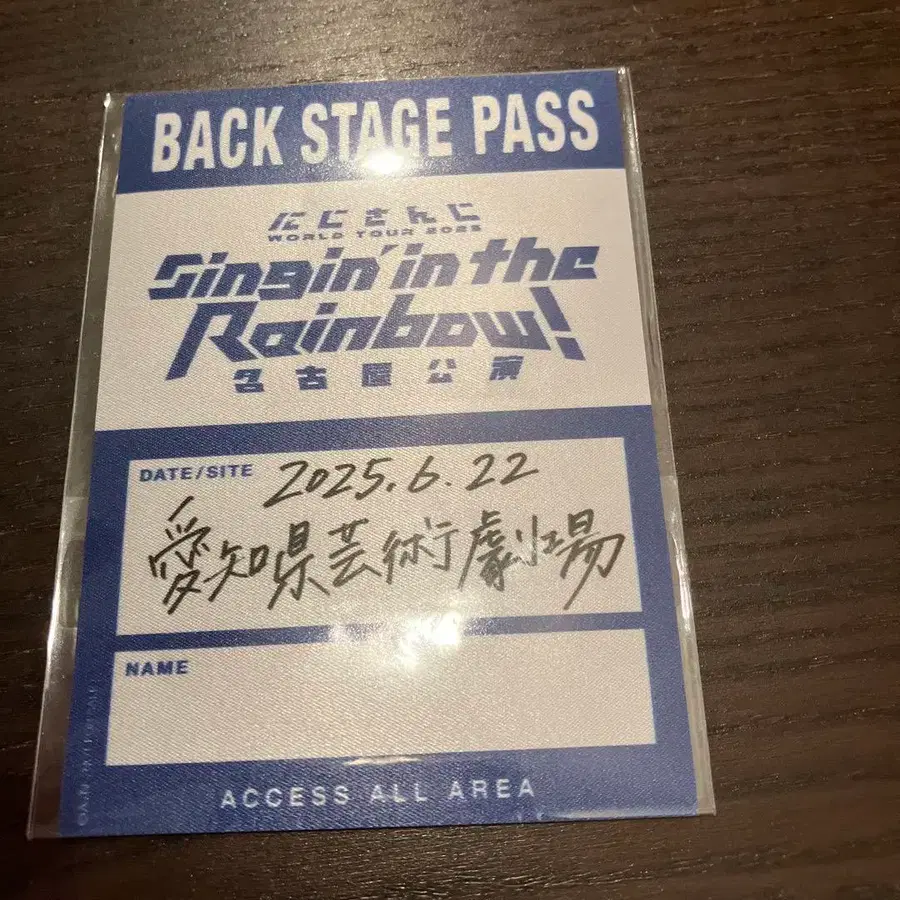 BACK STAGE PASS
にじさんじ
WORLD TOUR 2025
Singin' in the
Rainbow!
名古屋公演
DATE/SITE 2025.6.22
愛知県芸術劇場
NAME
ACCESS ALL AREA